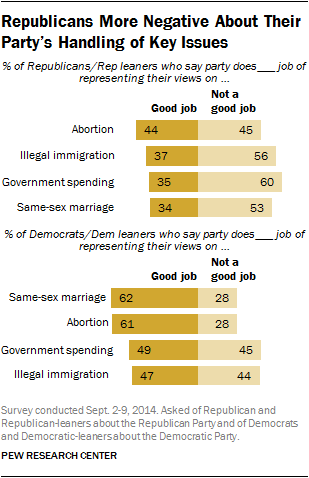 Republicans More Negative About Their
Party's Handling of Key Issues
% of Republicans/Rep leaners who say party does___ job of
representing their views on ...
Good job Not a
good job
Abortion 44 45
Illegal immigration 37 56
Government spending 35 60
Same-sex marriage 34 53
% of Democrats/Dem leaners who say party does___ job of
representing their views on ...
Good job Not a
good job
Same-sex marriage 62 28
Abortion 61 28
Government spending 49 45
Illegal immigration 47 44
Survey conducted Sept. 2-9, 2014. Asked of Republican and
Republican-leaners about the Republican Party and of Democrats
and Democratic-leaners about the Democratic Party.
PEW RESEARCH CENTER